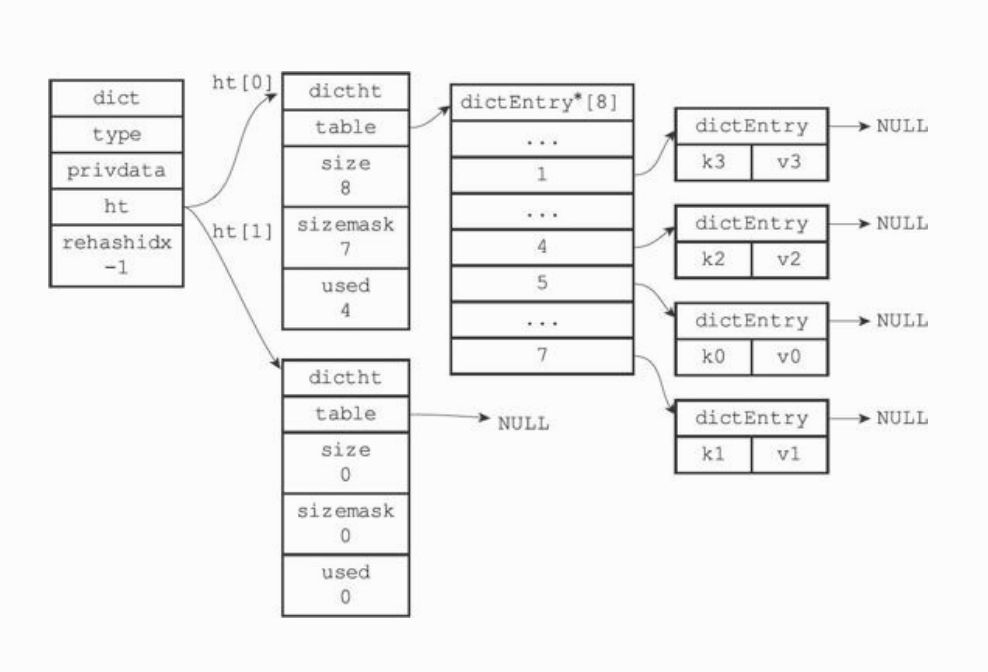 dict
type
privdata
ht
rehashidx
-1
ht[0]
ht[1]
dictht
table
size
8
sizemask
7
used
4
dictht
table
size
0
sizemask
0
used
0
NULL
dictEntry*[8]
...
1
...
4
5
...
7
dictEntry
k3 v3
NULL
dictEntry
k2 v2
NULL
dictEntry
k0 v0
NULL
dictEntry
k1 v1
NULL